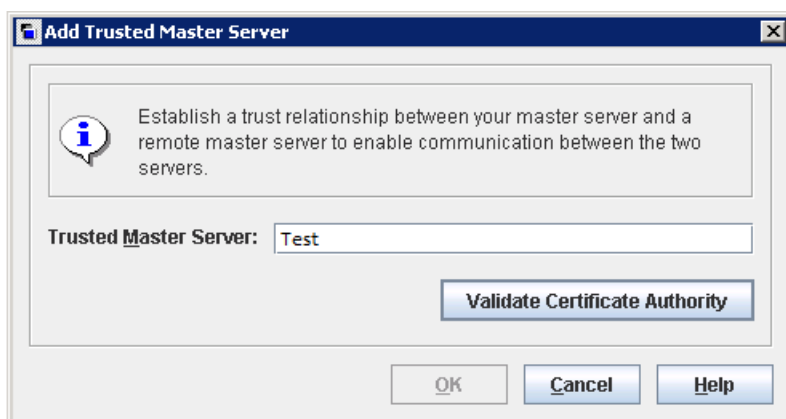 Add Trusted Master Server
Establish a trust relationship between your master server and a
remote master server to enable communication between the two
servers.
Trusted Master Server: Test
Validate Certificate Authority
OK Cancel Help